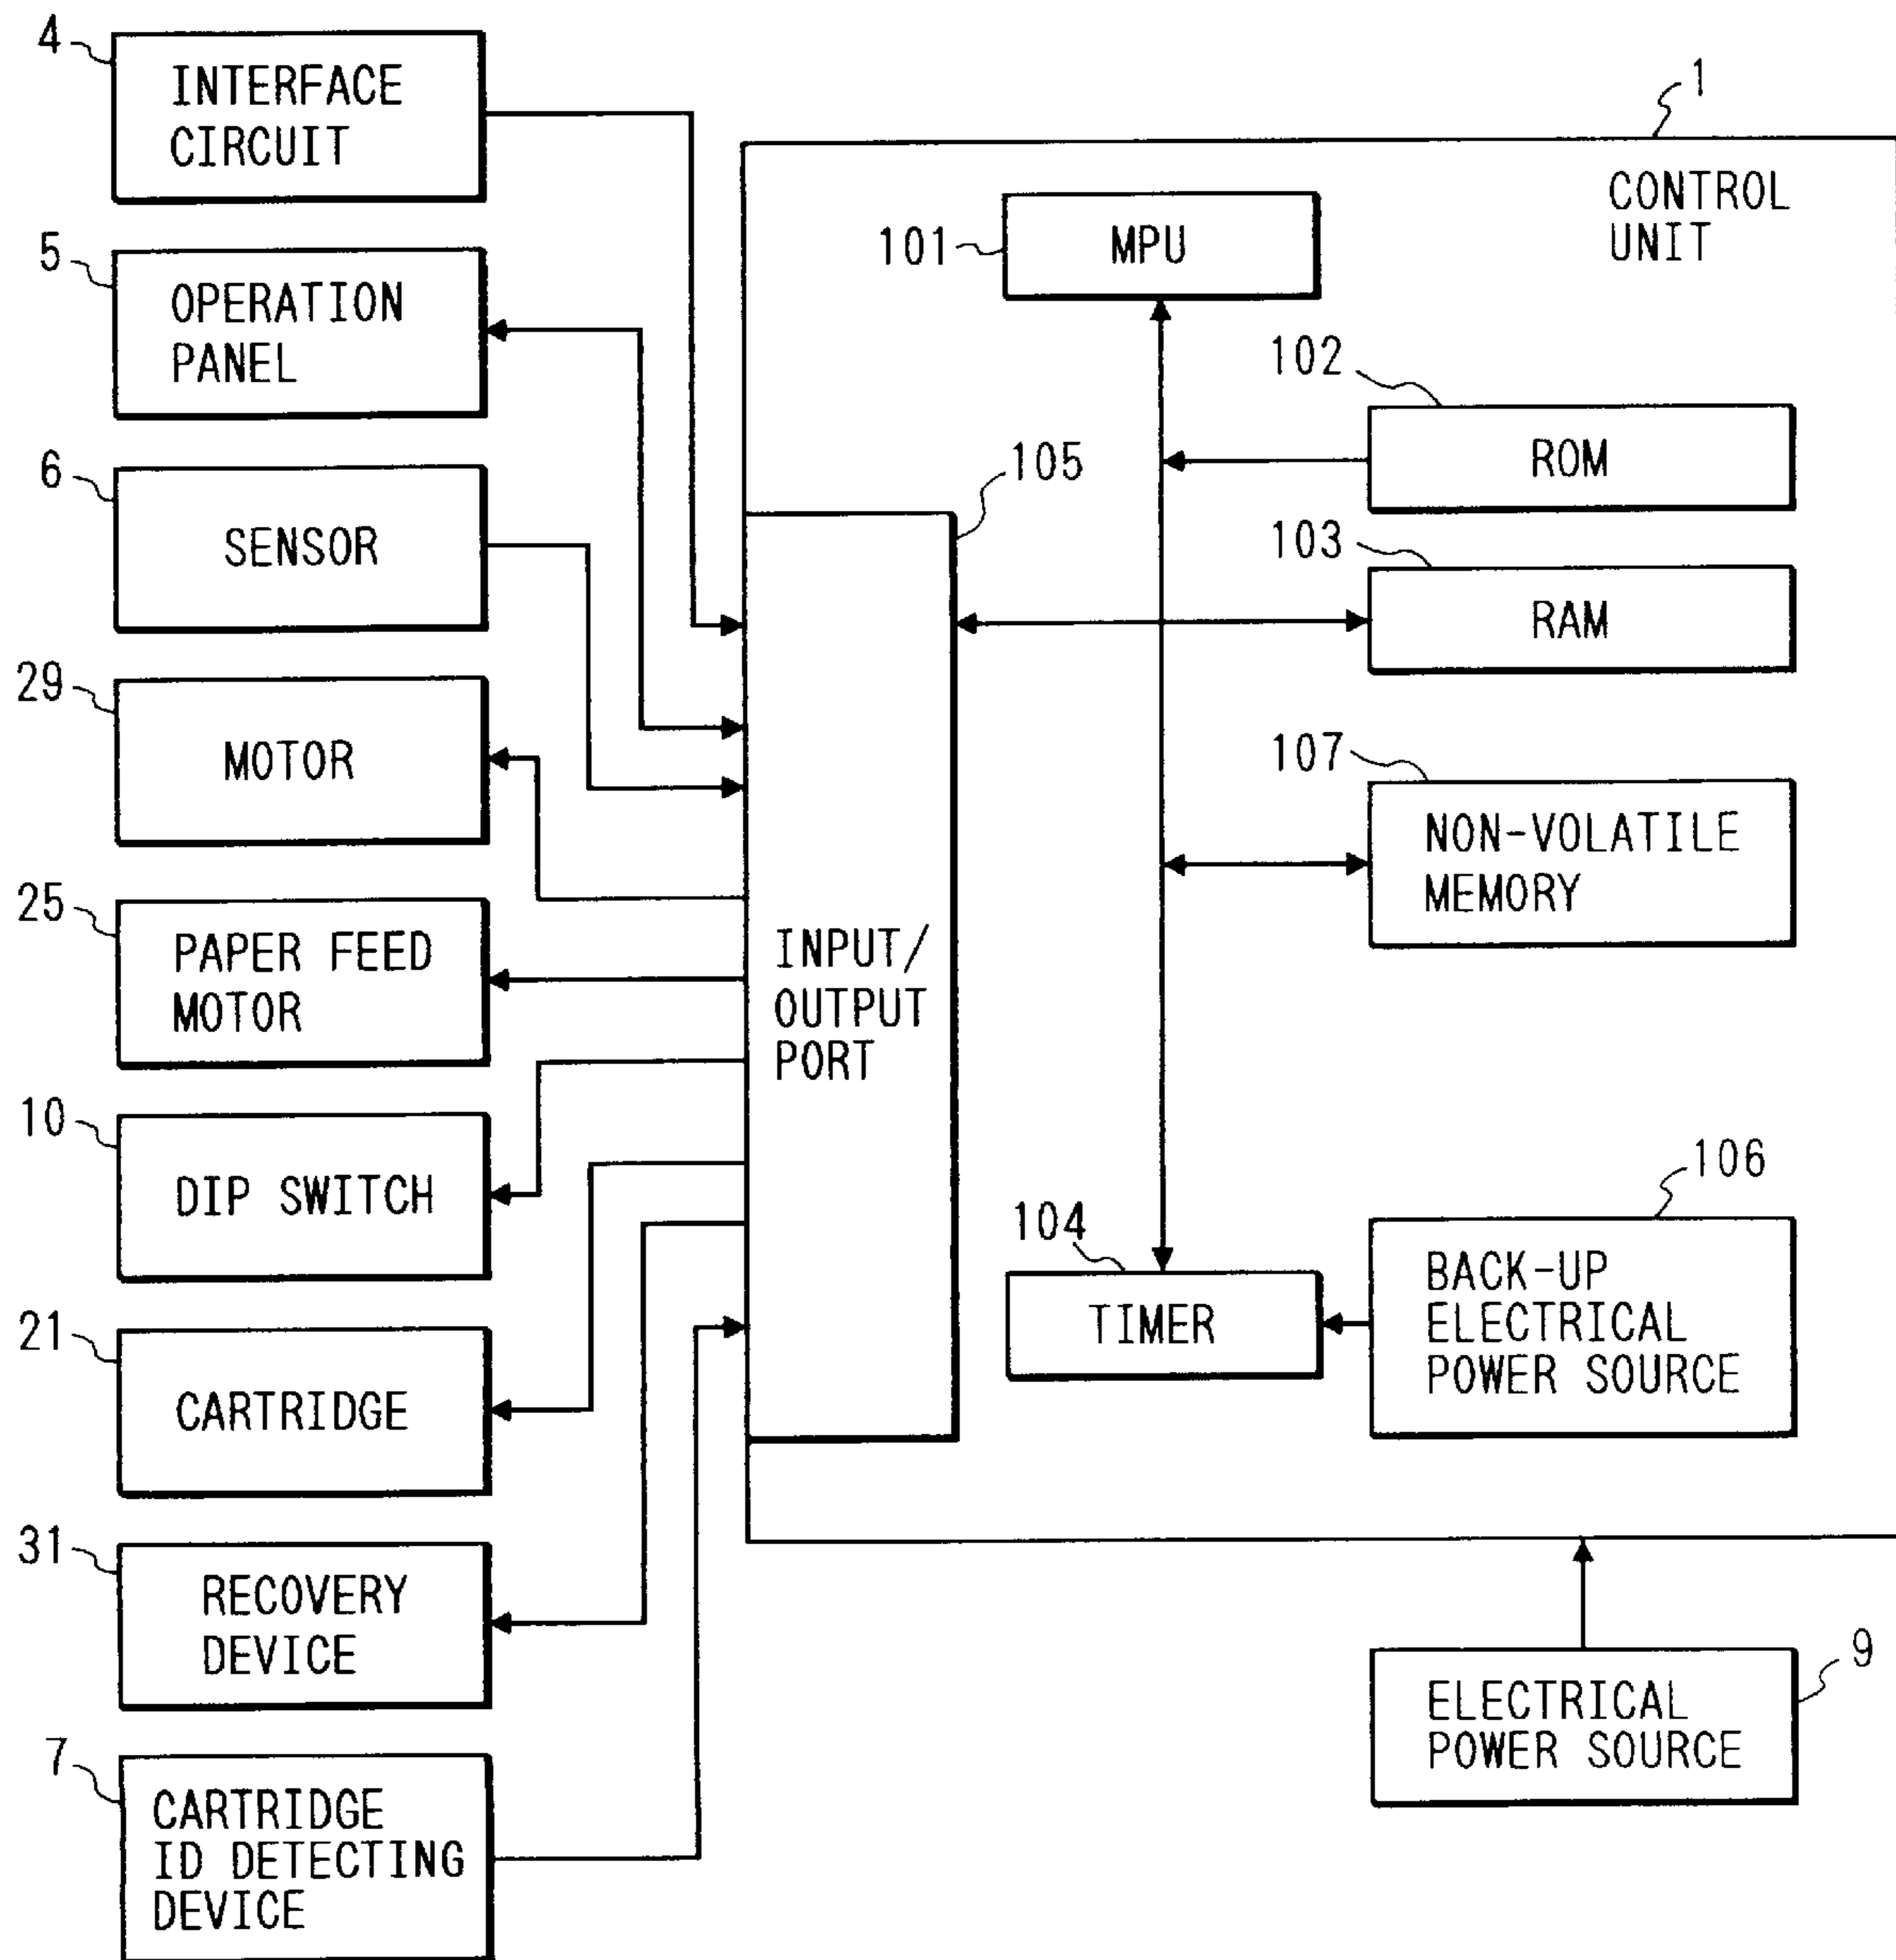 4
INTERFACE
CIRCUIT
5
OPERATION
PANEL
6
SENSOR
29
MOTOR
25
PAPER FEED
MOTOR
10
DIP SWITCH
21
CARTRIDGE
31
RECOVERY
DEVICE
7
CARTRIDGE
ID DETECTING
DEVICE
1
CONTROL
UNIT
101
MPU
102
ROM
105
103
RAM
107
NON-VOLATILE
MEMORY
INPUT/
OUTPUT
PORT
104
TIMER
106
BACK-UP
ELECTRICAL
POWER SOURCE
9
ELECTRICAL
POWER SOURCE